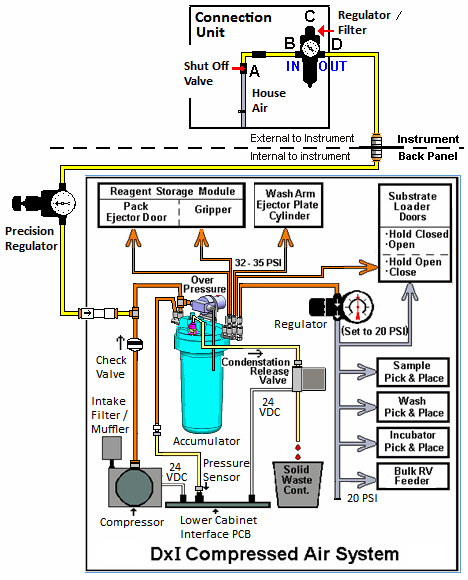 Connection
Unit
C
Regulator /
Filter
B
D
IN
OUT
Shut Off
Valve
A
House
Air
External to Instrument
Instrument
Internal to instrument
Back Panel
Precision
Regulator
Reagent Storage Module
Pack
Ejector Door
Gripper
Wash Arm
Ejector Plate
Cylinder
Substrate
Loader
Doors
·Hold Closed
·Open
·Hold Open
·Close
32 - 35 PSI
Over
Pressure
Regulator
(Set to 20 PSI)
Check
Valve
Condenstation
Release
Valve
Sample
Pick & Place
Intake
Filter /
Muffler
24
VDC
Wash
Pick & Place
Accumulator
Incubator
Pick & Place
24
VDC
Pressure
Sensor
Solid
Waste
Cont.
Bulk RV
Feeder
20 PSI
Compressor
Lower Cabinet
Interface PCB
DxI Compressed Air System